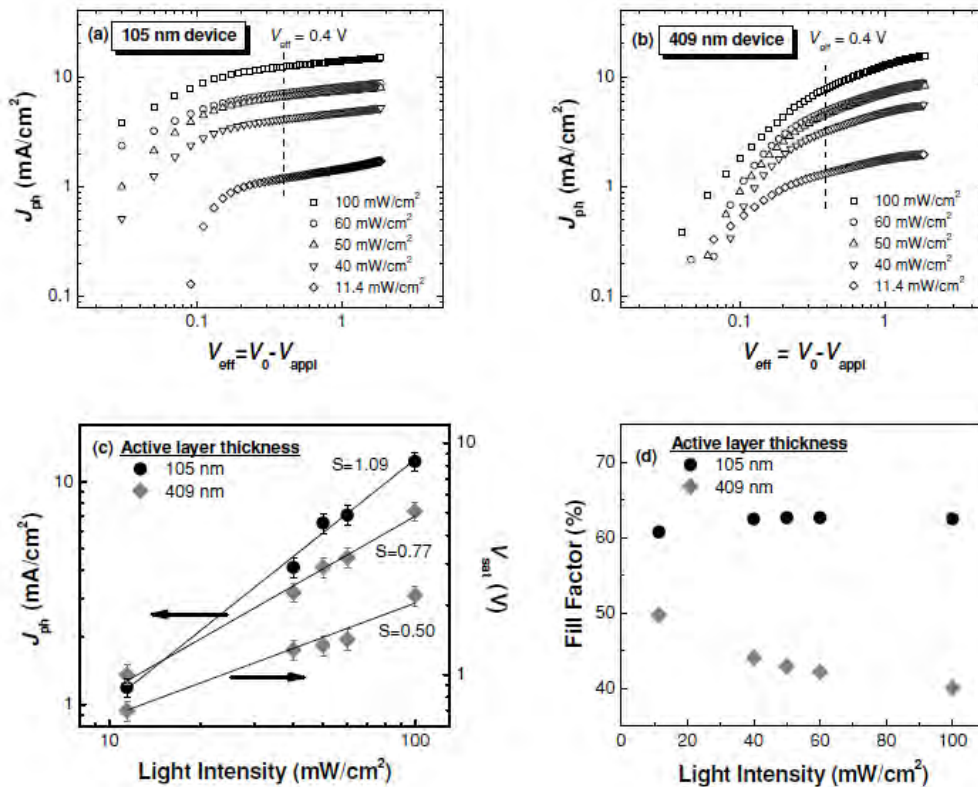 (a) 105 nm device
V_eff = 0.4 V
J_ph (mA/cm²)
10
1
0.1
100 mW/cm²
60 mW/cm²
50 mW/cm²
40 mW/cm²
11.4 mW/cm²
0.1 1
V_eff=V_0-V_appl
(b) 409 nm device
V_eff = 0.4 V
J_ph (mA/cm²)
10
1
0.1
100 mW/cm²
60 mW/cm²
50 mW/cm²
40 mW/cm²
11.4 mW/cm²
0.1 1
V_eff = V_0-V_appl
(c) Active layer thickness
105 nm
409 nm
S=1.09
S=0.77
S=0.50
J_ph (mA/cm²)
10
1
V_sat (V)
10
1
10 100
Light Intensity (mW/cm²)
Active layer thickness (d)
105 nm
409 nm
Fill Factor (%)
70
60
50
40
0 20 40 60 80 100
Light Intensity (mW/cm²)